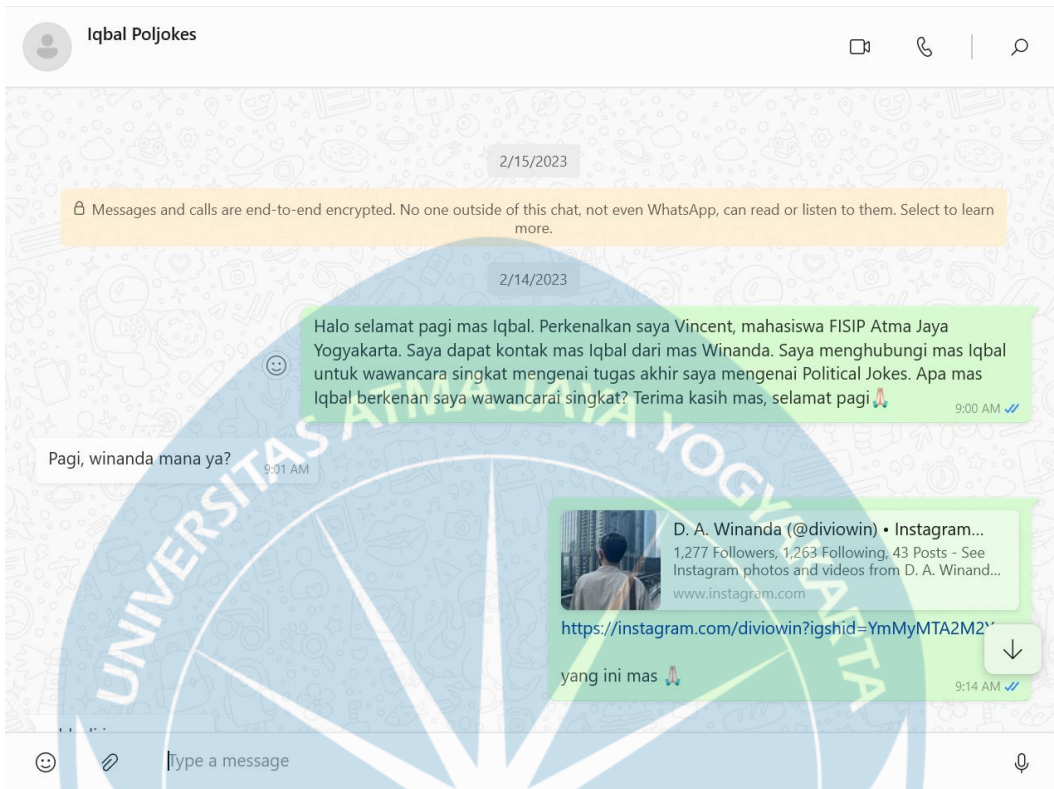 Iqbal Poljokes
2/15/2023
Messages and calls are end-to-end encrypted. No one outside of this chat, not even WhatsApp, can read or listen to them. Select to learn
more.
2/14/2023
Halo selamat pagi mas Iqbal. Perkenalkan saya Vincent, mahasiswa FISIP Atma Jaya
Yogyakarta. Saya dapat kontak mas Iqbal dari mas Winanda. Saya menghubungi mas Iqbal
untuk wawancara singkat mengenai tugas akhir saya mengenai Political Jokes. Apa mas
Iqbal berkenan saya wawancarai singkat? Terima kasih mas, selamat pagi🙏🏻
9:00 AM
Pagi, winanda mana ya?
9:01 AM
D. A. Winanda (@diviowin) • Instagram...
1,277 Followers, 1,263 Following, 43 Posts - See
Instagram photos and videos from D. A. Winand...
www.instagram.com
https://instagram.com/diviowin?igshid=YmMyMTA2M2Y
yang ini mas 🙏🏻
9:14 AM
Type a message
UNIVERSITAS ATMA JAYA YOGYAKARTA